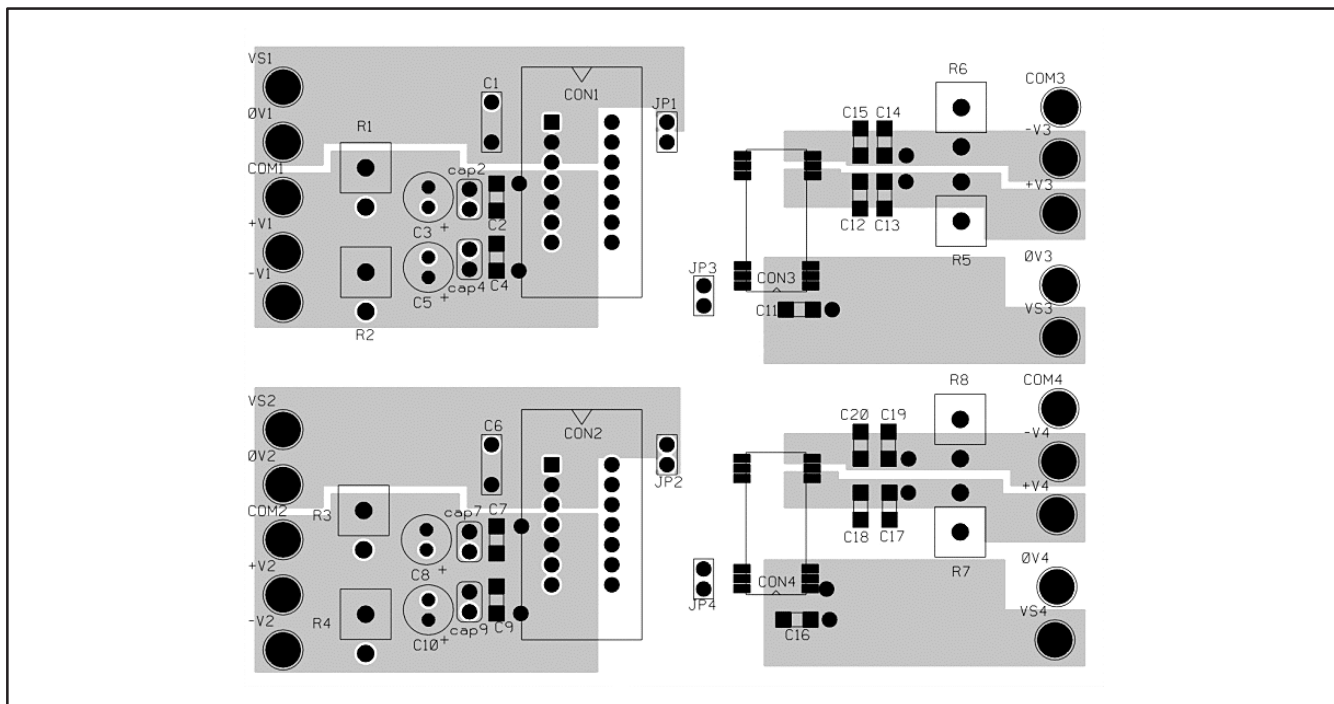 VS1
ØV1
COM1
+V1
-V1
R1
R2
C1
CON1
JP1
cap2
C2
C3
+
cap4
C4
C5
+
R6
COM3
C15 C14
-V3
+V3
C12 C13
R5
JP3
CON3
ØV3
C11
VS3
VS2
ØV2
COM2
+V2
-V2
R3
R4
C6
CON2
JP2
cap7
C7
C8
+
cap9
C9
C10
+
R8
COM4
C20 C19
-V4
+V4
C18 C17
R7
JP4
CON4
ØV4
VS4
C16